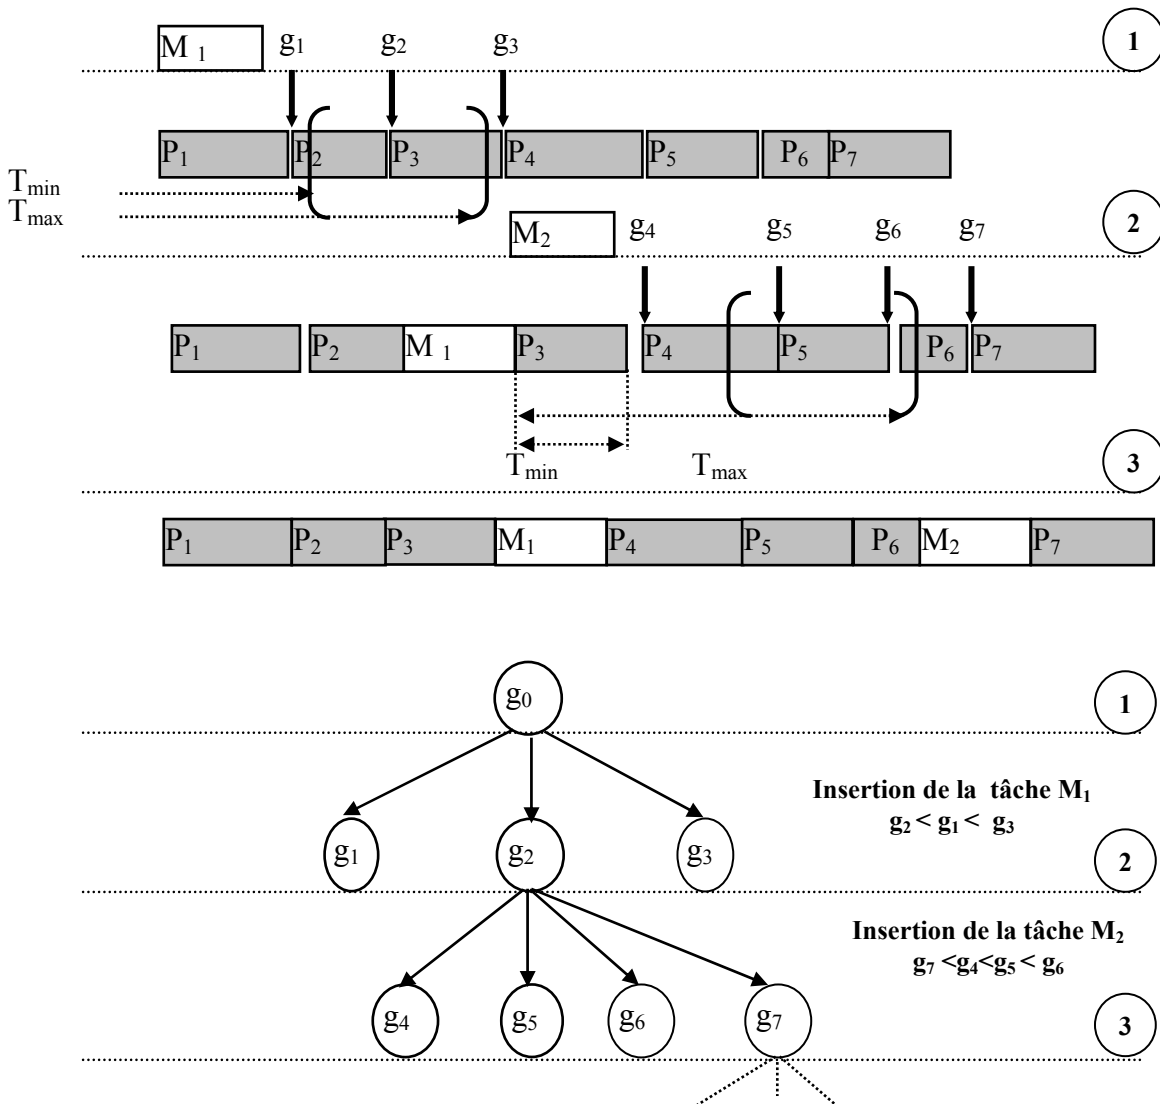 M 1 g1 g2 g3 1
P1 P2 P3 P4 P5 P6 P7
Tmin
Tmax
M2 g4 g5 g6 g7 2
P1 P2 M 1 P3 P4 P5 P6 P7
Tmin Tmax 3
P1 P2 P3 M1 P4 P5 P6 M2 P7
g0 1
Insertion de la tâche M1
g2 < g1 < g3
g1 g2 g3 2
Insertion de la tâche M2
g7 <g4<g5 < g6
g4 g5 g6 g7 3